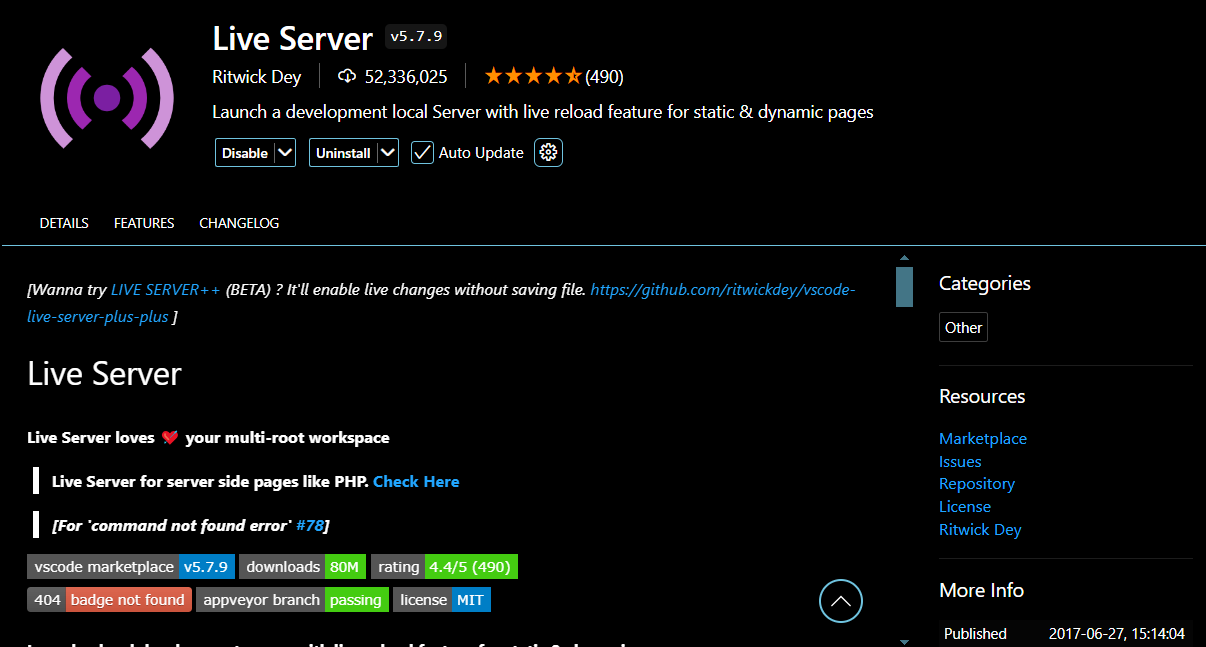 Live Server v5.7.9
Ritwick Dey 52,336,025 (490)
Launch a development local Server with live reload feature for static & dynamic pages
Disable Uninstall Auto Update
DETAILS FEATURES CHANGELOG
[Wanna try LIVE SERVER++ (BETA) ? It'll enable live changes without saving file. https://github.com/ritwickdey/vscode-
live-server-plus-plus ]
Live Server
Live Server loves your multi-root workspace
Live Server for server side pages like PHP. Check Here
[For 'command not found error' #78]
vscode marketplace v5.7.9 downloads 80M rating 4.4/5 (490)
404 badge not found appveyor branch passing license MIT
Categories
Other
Resources
Marketplace
Issues
Repository
License
Ritwick Dey
More Info
Published 2017-06-27, 15:14:04